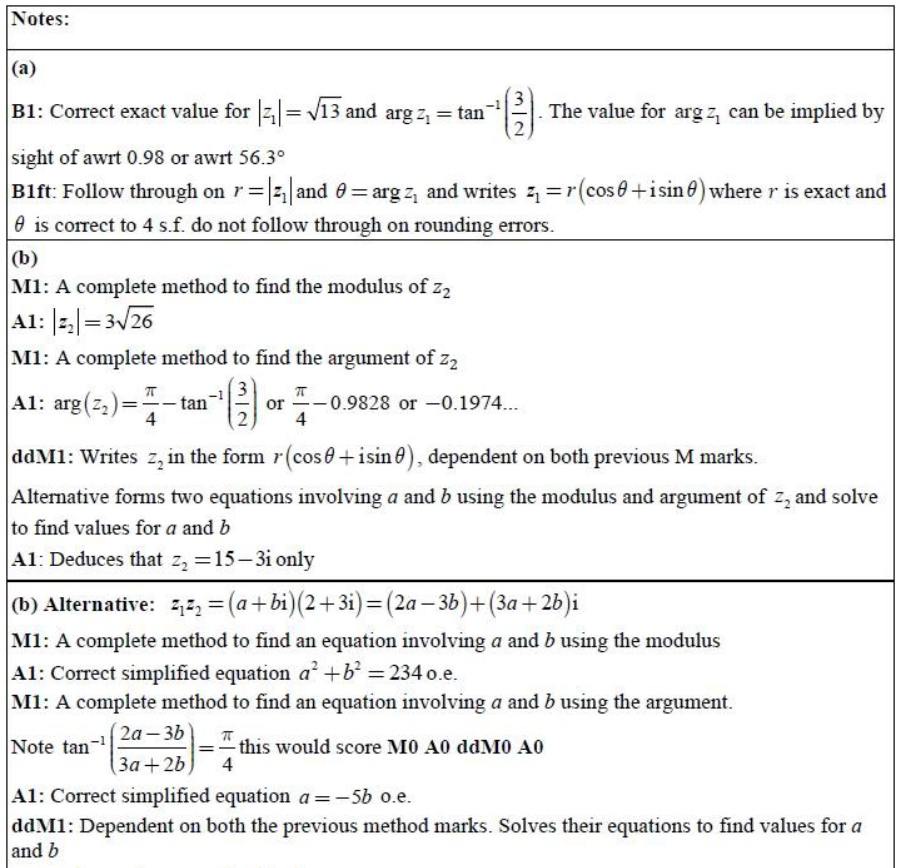 Notes:
(a)
B1: Correct exact value for |z₁| = √13 and arg z₁ = tan⁻¹(3/2). The value for arg z₁ can be implied by
sight of awrt 0.98 or awrt 56.3°
B1ft: Follow through on r = |z₁| and θ = arg z₁ and writes z₁ = r(cosθ + isinθ) where r is exact and
θ is correct to 4 s.f. do not follow through on rounding errors.
(b)
M1: A complete method to find the modulus of z₂
A1: |z₂| = 3√26
M1: A complete method to find the argument of z₂
A1: arg(z₂) = π/4 − tan⁻¹(3/2) or π/4 − 0.9828 or −0.1974...
ddM1: Writes z₂ in the form r(cosθ + isinθ), dependent on both previous M marks.
Alternative forms two equations involving a and b using the modulus and argument of z₂ and solve
to find values for a and b
A1: Deduces that z₂ = 15 − 3i only
(b) Alternative: z₁z₂ = (a + bi)(2 + 3i) = (2a − 3b) + (3a + 2b)i
M1: A complete method to find an equation involving a and b using the modulus
A1: Correct simplified equation a² + b² = 234 o.e.
M1: A complete method to find an equation involving a and b using the argument.
Note tan⁻¹((2a − 3b)/(3a + 2b)) = π/4 this would score M0 A0 ddM0 A0
A1: Correct simplified equation a = −5b o.e.
ddM1: Dependent on both the previous method marks. Solves their equations to find values for a
and b